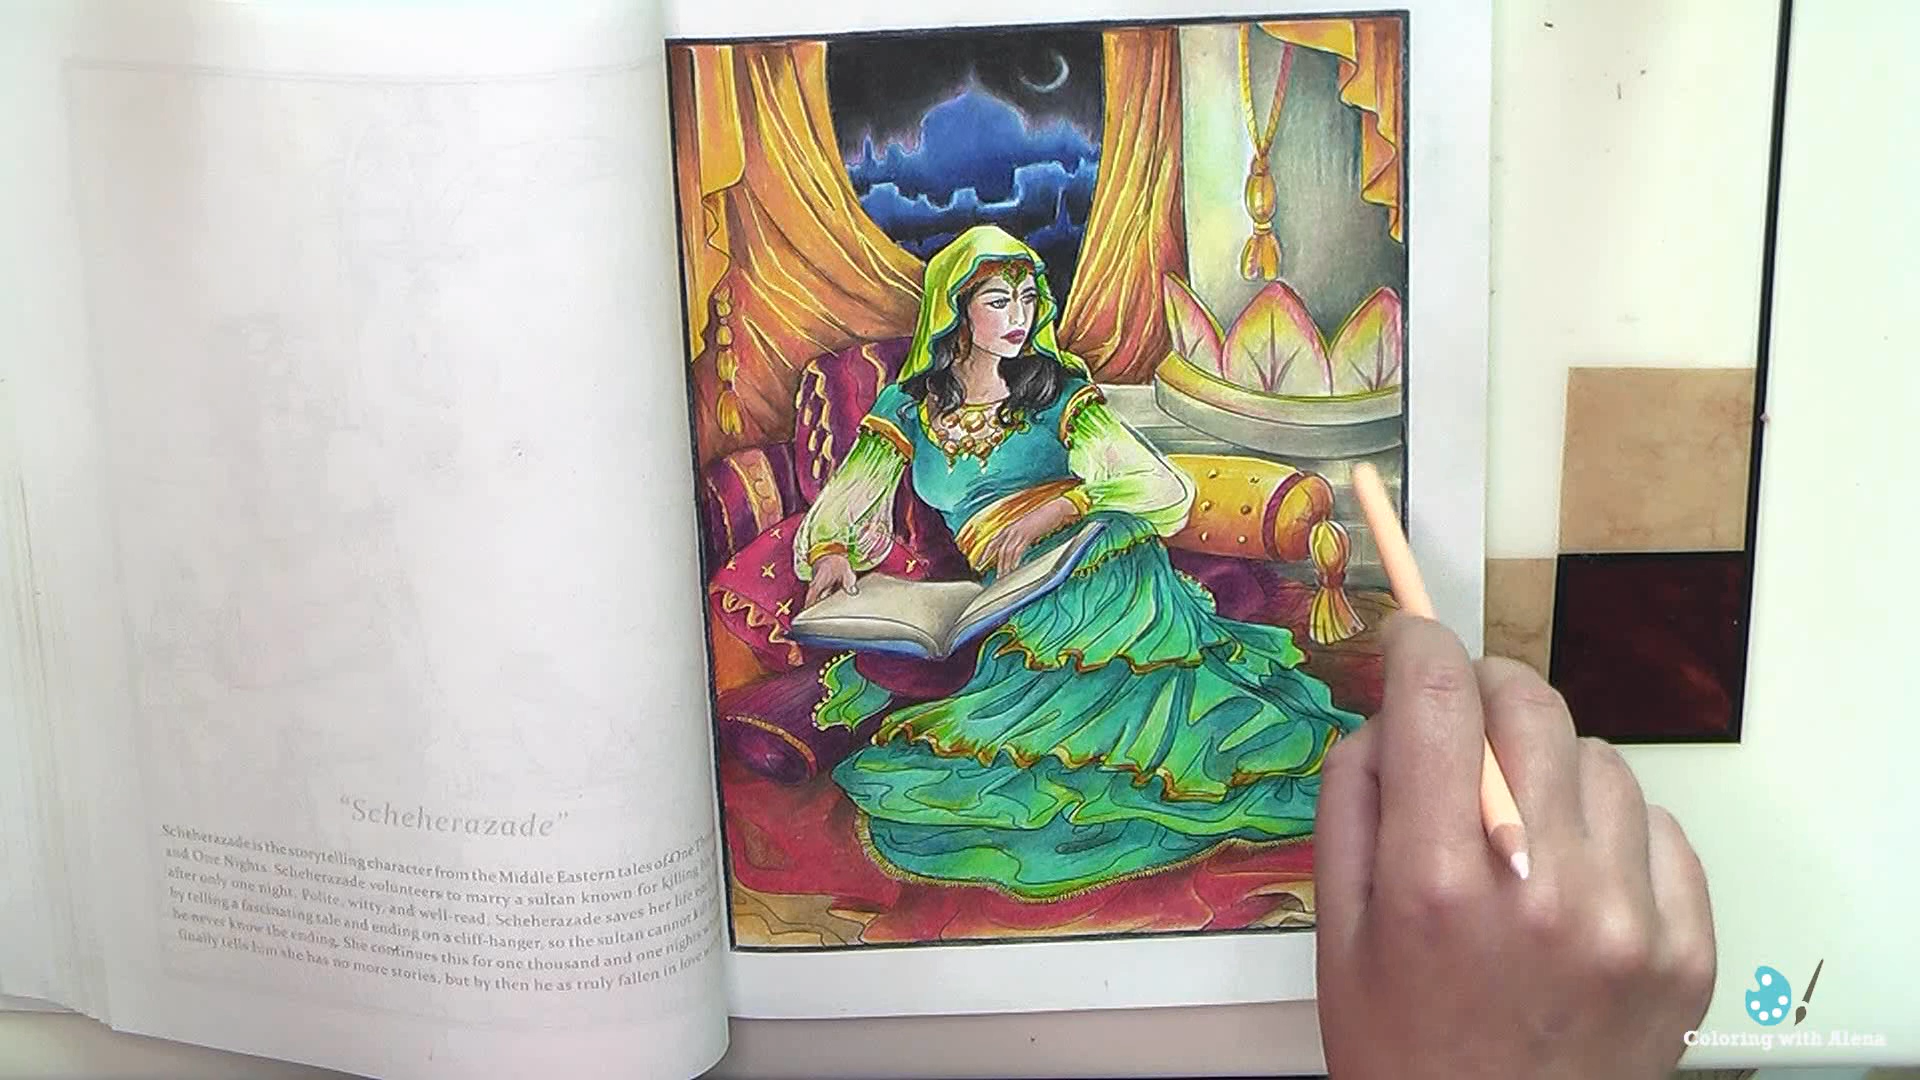 "Scheherazade"
Scheherazade is the storytelling character from the Middle Eastern tales of One
and One Nights. Scheherazade volunteers to marry a sultan known for killing
after only one night. Polite, witty, and well-read, Scheherazade saves her life
by telling a fascinating tale and ending on a cliff-hanger, so the sultan cannot
he never know the ending. She continues this for one thousand and one nights
finally tells him she has no more stories, but by then he as truly fallen in love
Coloring with Alena